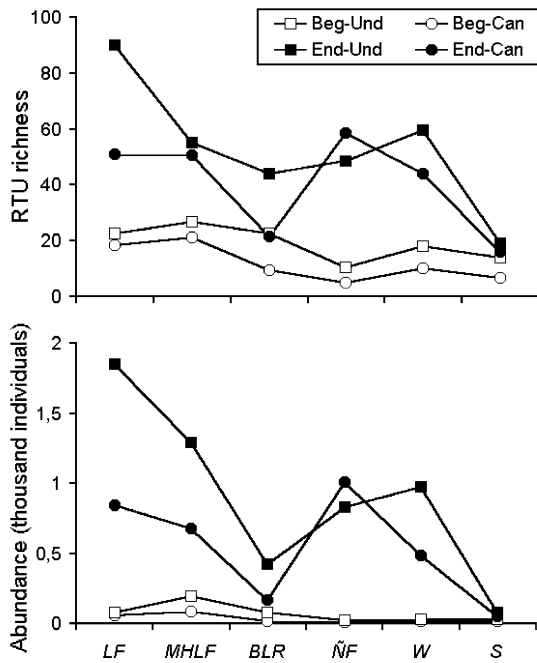 Beg-Und Beg-Can
End-Und End-Can
100
80
60
40
20
0
RTU richness
2
1,5
1
0,5
0
Abundance (thousand individuals)
LF MHLF BLR ÑF W S